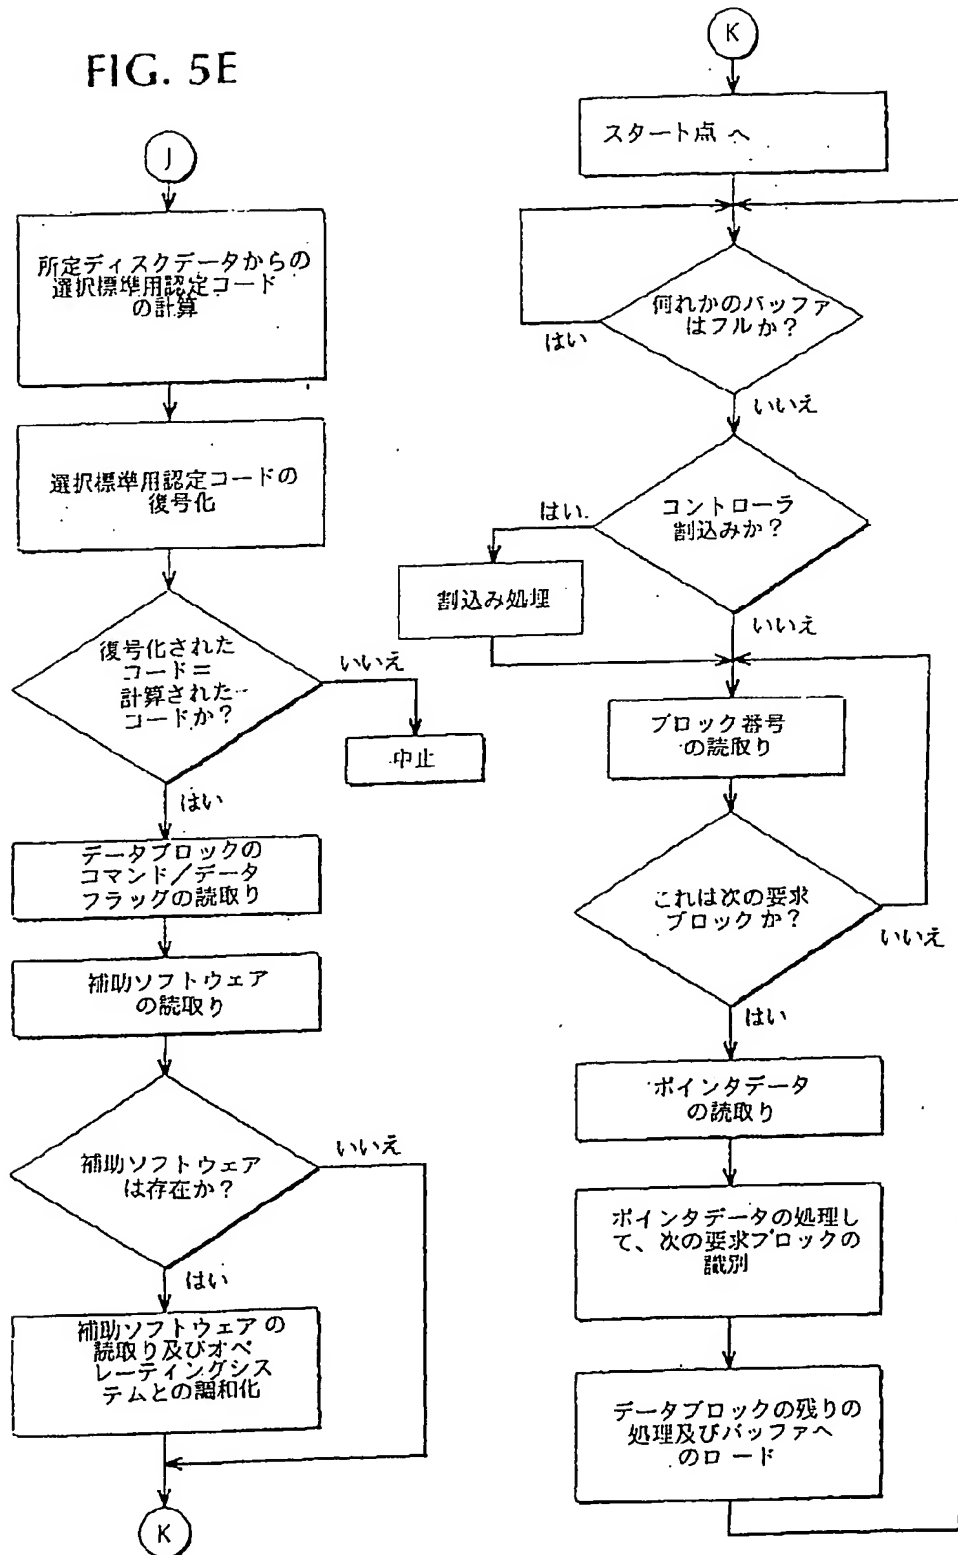 FIG. 5E
J
所定ディスクデータからの
選択標準用認定コード
の計算
選択標準用認定コードの
復号化
復号化された
コード＝
計算された
コードか？
いいえ
中止
はい
データブロックの
コマンド／データ
フラッグの読取り
補助ソフトウェア
の読取り
補助ソフトウェア
は存在か？
いいえ
はい
補助ソフトウェアの
読取り及びオペ
レーティングシス
テムとの調和化
K
K
スタート点 へ
何れかのバッファ
はフルか？
はい
いいえ
コントローラ
割込みか？
はい
割込み処理
いいえ
ブロック番号
の読取り
これは次の要求
ブロックか？
いいえ
はい
ポインタデータ
の読取り
ポインタデータの処理し
て、次の要求ブロックの
識別
データブロックの残りの
処理及びバッファへ
のロード